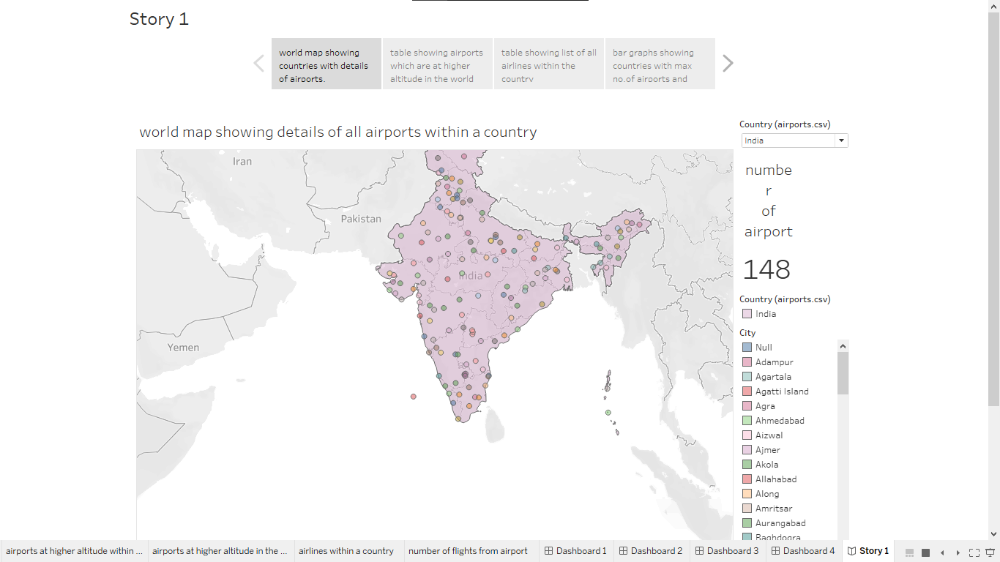 Story 1
world map showing
countries with details
of airports.
table showing airports
which are at higher
altitude in the world
table showing list of all
airlines within the
country
bar graphs showing
countries with max
no.of airports and
world map showing details of all airports within a country
Iran
Pakistan
India
Yemen
Country (airports.csv)
India
numbe
r
of
airport
148
Country (airports.csv)
India
City
Null
Adampur
Agartala
Agatti Island
Agra
Ahmedabad
Aizwal
Ajmer
Akola
Allahabad
Along
Amritsar
Aurangabad
Baghdogra
airports at higher altitude within ...
airports at higher altitude in the ...
airlines within a country
number of flights from airport
Dashboard 1
Dashboard 2
Dashboard 3
Dashboard 4
Story 1